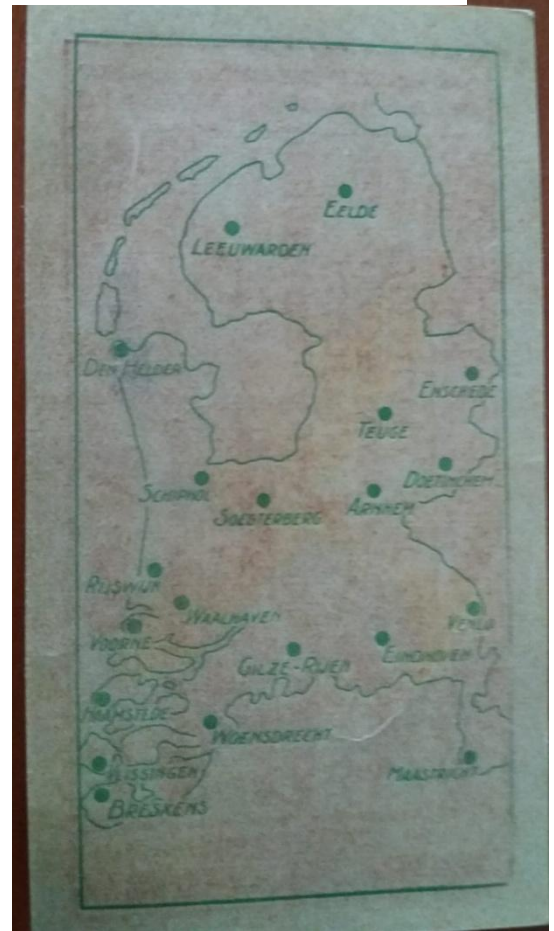 EELDE
LEEUWARDEN
DEN HELDER
ENSCHEDE
TEUGE
DOETINCHEM
SCHIPHOL
ARNHEM
SOESTERBERG
RIJSWIJK
WAALHAVEN
VENLO
VOORNE
EINDHOVEN
GILZE-RIJEN
HAAMSTEDE
WOENSDRECHT
VLISSINGEN
MAASTRICHT
BRESKENS